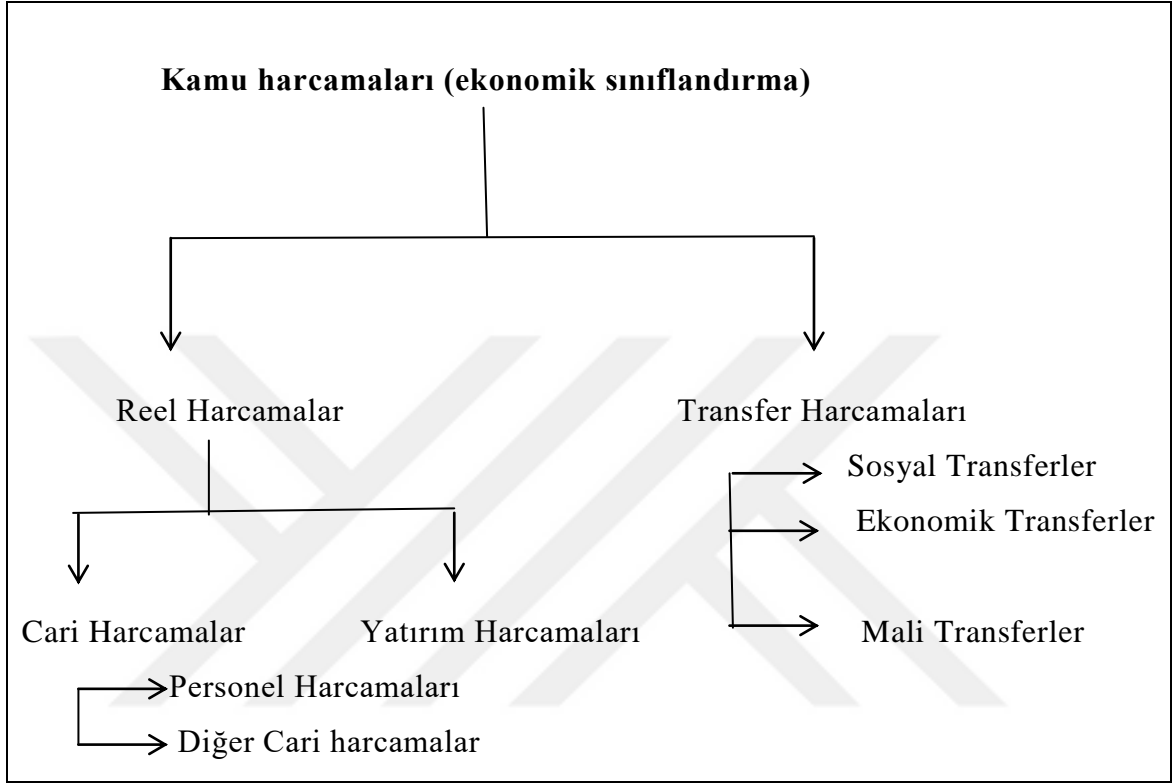 Kamu harcamaları (ekonomik sınıflandırma)
Reel Harcamalar
Transfer Harcamaları
Sosyal Transferler
Ekonomik Transferler
Mali Transferler
Cari Harcamalar
Yatırım Harcamaları
Personel Harcamaları
Diğer Cari harcamalar